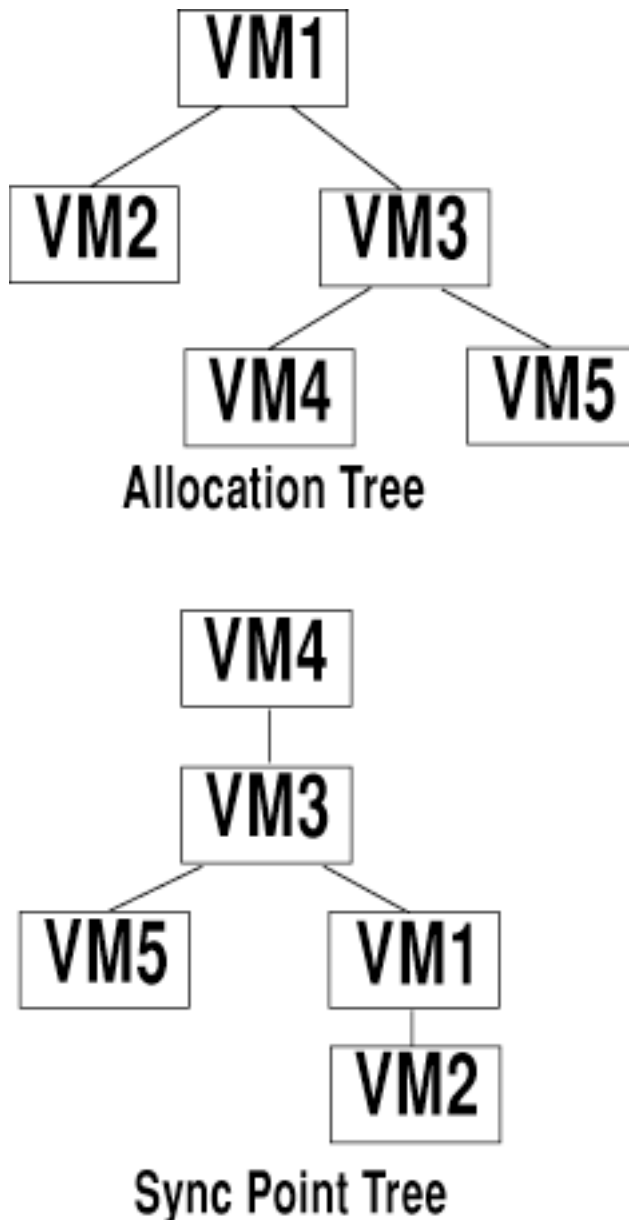 VM1
VM2
VM3
VM4
VM5
Allocation Tree
VM4
VM3
VM5
VM1
VM2
Sync Point Tree